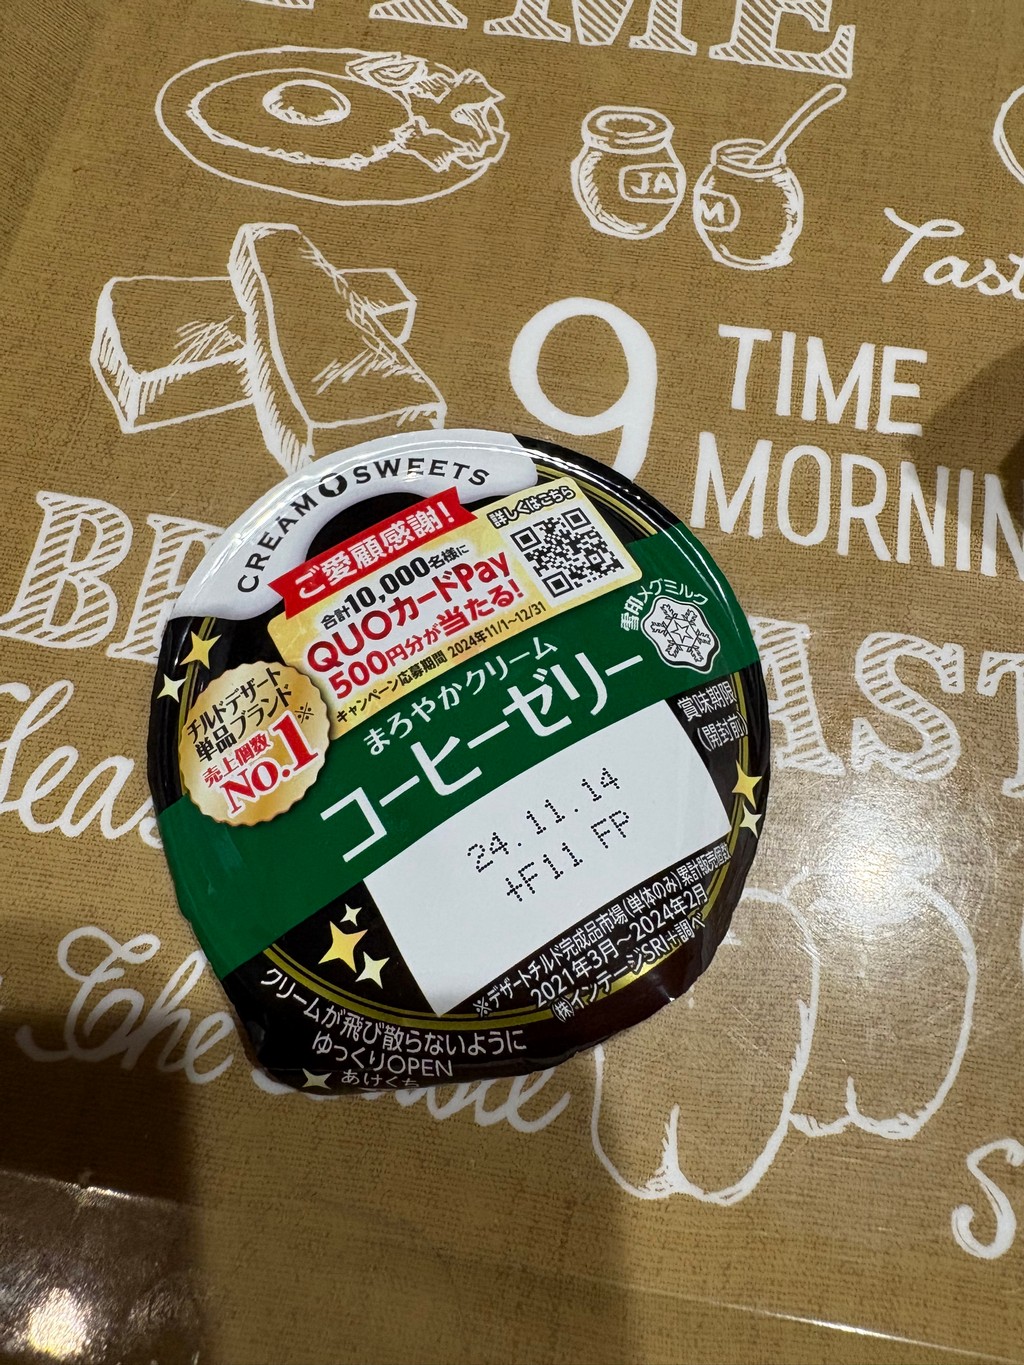 JA
M
Tast
9
TIME
MORNIN
CREAM SWEETS
ご愛顧感謝!
詳しくはこちら
合計10,000名様に
QUOカードPay
500円分が当たる!
キャンペーン応募期間 2024年11/1~12/31
雪印メグミルク
チルドデザート
単品ブランド※
売上個数
NO.1
まろやかクリーム
コーヒーゼリー
賞味期限
(開封前)
24.11.14
+F11 FP
※デザートチルド完成品市場(単体のみ)累計販売個数
2021年3月~2024年2月
(株)インテージSRI+調べ
クリームが飛び散らないように
ゆっくりOPEN
あけくち
The